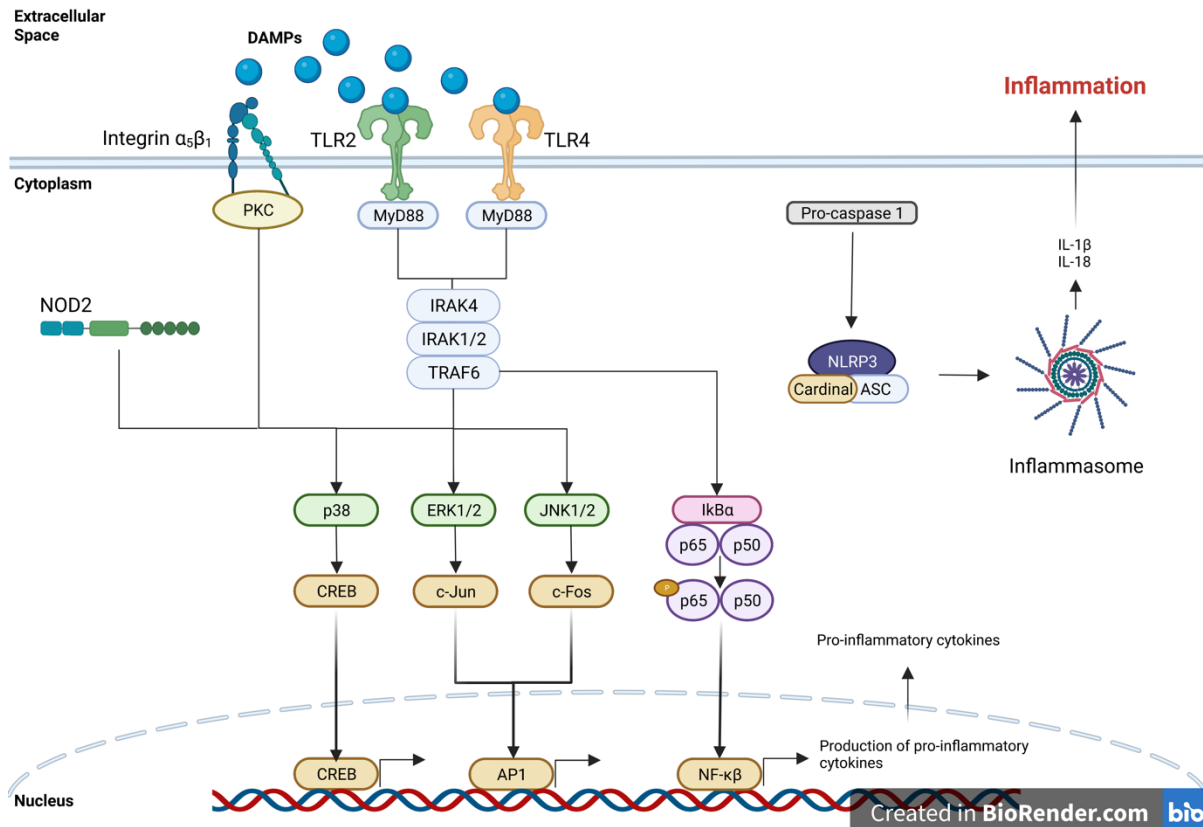 Extracellular
Space
DAMPs
Inflammation
Integrin α₅β₁
TLR2
TLR4
Cytoplasm
PKC
MyD88
MyD88
Pro-caspase 1
IL-1β
IL-18
NOD2
IRAK4
IRAK1/2
TRAF6
NLRP3
Cardinal
ASC
Inflammasome
p38
ERK1/2
JNK1/2
IkBα
p65
p50
CREB
c-Jun
c-Fos
P
p65
p50
Pro-inflammatory cytokines
Production of pro-inflammatory
cytokines
CREB
AP1
NF-κβ
Nucleus
Created in BioRender.com
bio